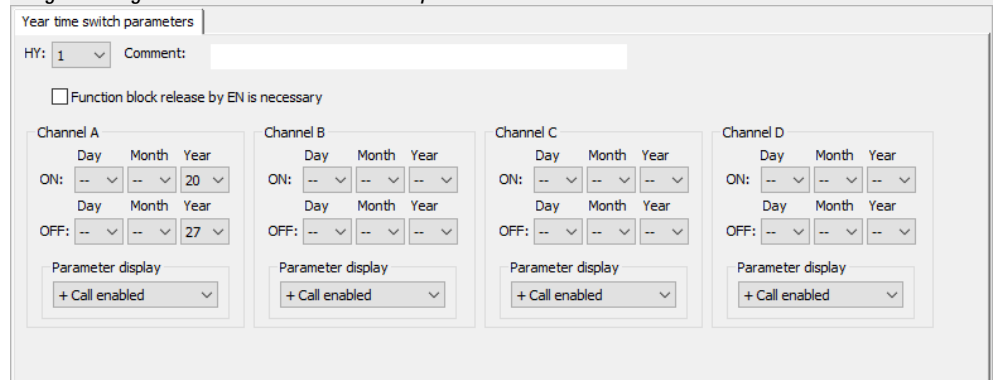 Year time switch parameters
HY: 1 Comment:
Function block release by EN is necessary
Channel A Channel B Channel C Channel D
Day Month Year Day Month Year Day Month Year Day Month Year
ON: -- -- 20 ON: -- -- -- ON: -- -- -- ON: -- -- --
Day Month Year Day Month Year Day Month Year Day Month Year
OFF: -- -- 27 OFF: -- -- -- OFF: -- -- -- OFF: -- -- --
Parameter display Parameter display Parameter display Parameter display
+ Call enabled + Call enabled + Call enabled + Call enabled